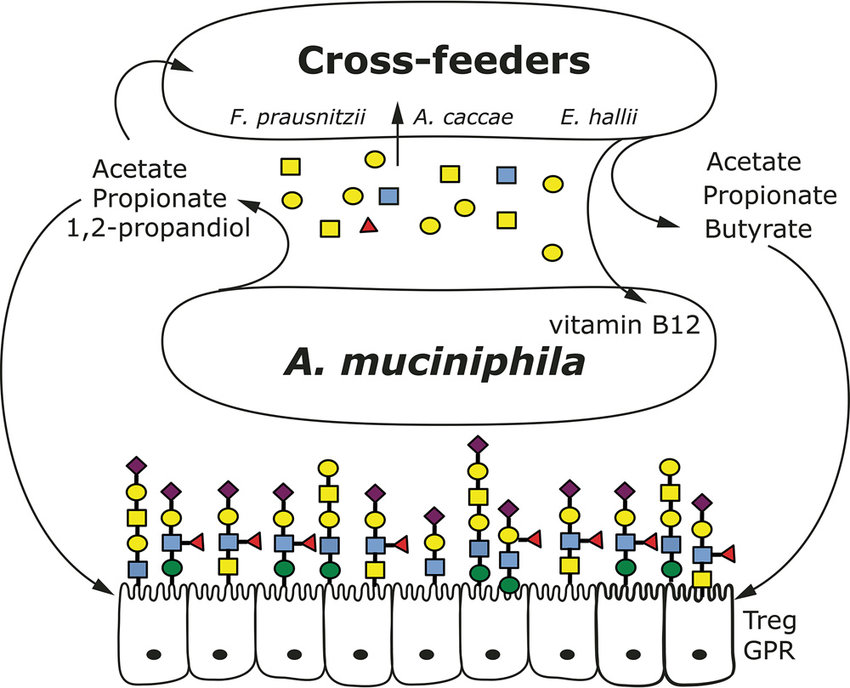 Cross-feeders
F. prausnitzii
A. caccae
E. hallii
Acetate
Propionate
1,2-propandiol
Acetate
Propionate
Butyrate
vitamin B12
A. muciniphila
Treg
GPR